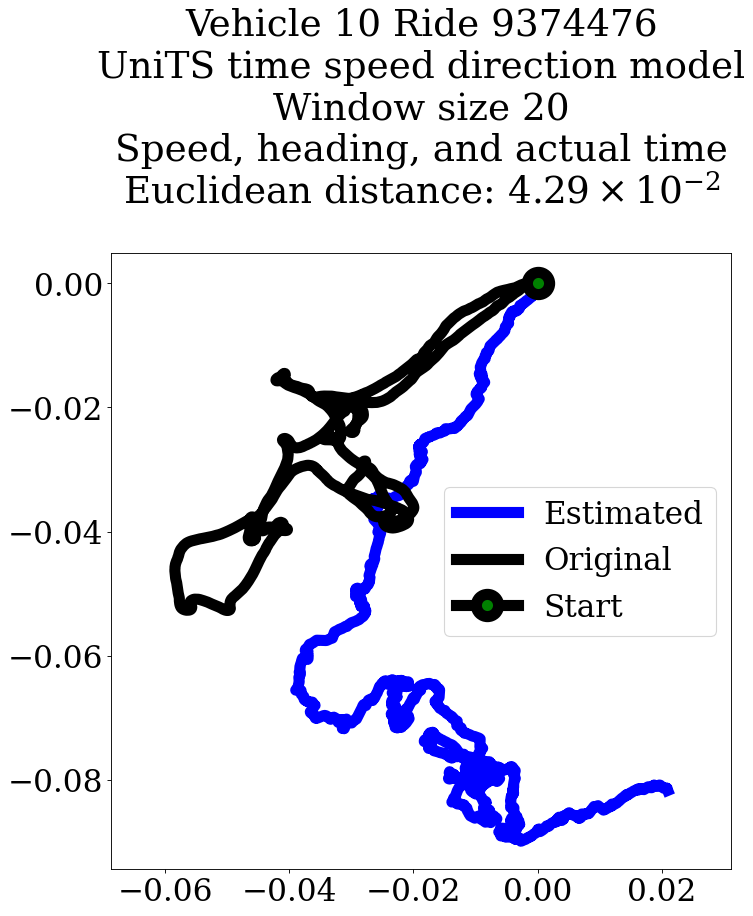 Vehicle 10 Ride 9374476
UniTS time speed direction model
Window size 20
Speed, heading, and actual time
Euclidean distance: 4.29 × 10⁻²
0.00
−0.02
−0.04
−0.06
−0.08
Estimated
Original
Start
−0.06 −0.04 −0.02 0.00 0.02